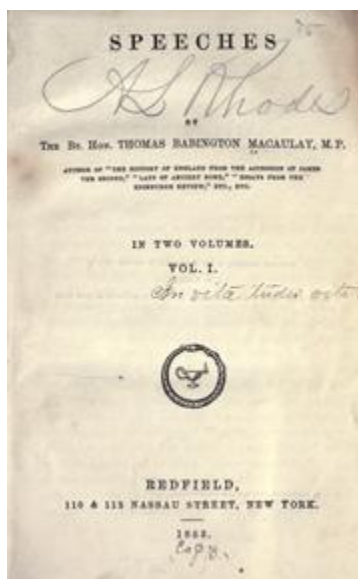 SPEECHES
75
A L Rhodes
BY
THE RT. HON. THOMAS BABINGTON MACAULAY, M.P.
AUTHOR OF "THE HISTORY OF ENGLAND FROM THE ACCESSION OF JAMES
THE SECOND," "LAYS OF ANCIENT ROME," "ESSAYS FROM THE
EDINBURGH REVIEW," ETC., ETC.
IN TWO VOLUMES.
VOL. I.
In vita
REDFIELD,
110 & 112 NASSAU STREET, NEW YORK.
1853.